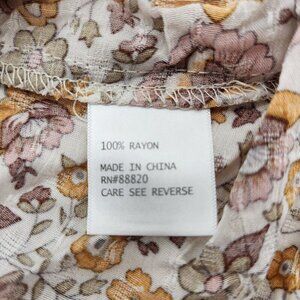 100% RAYON
MADE IN CHINA
RN#88820
CARE SEE REVERSE